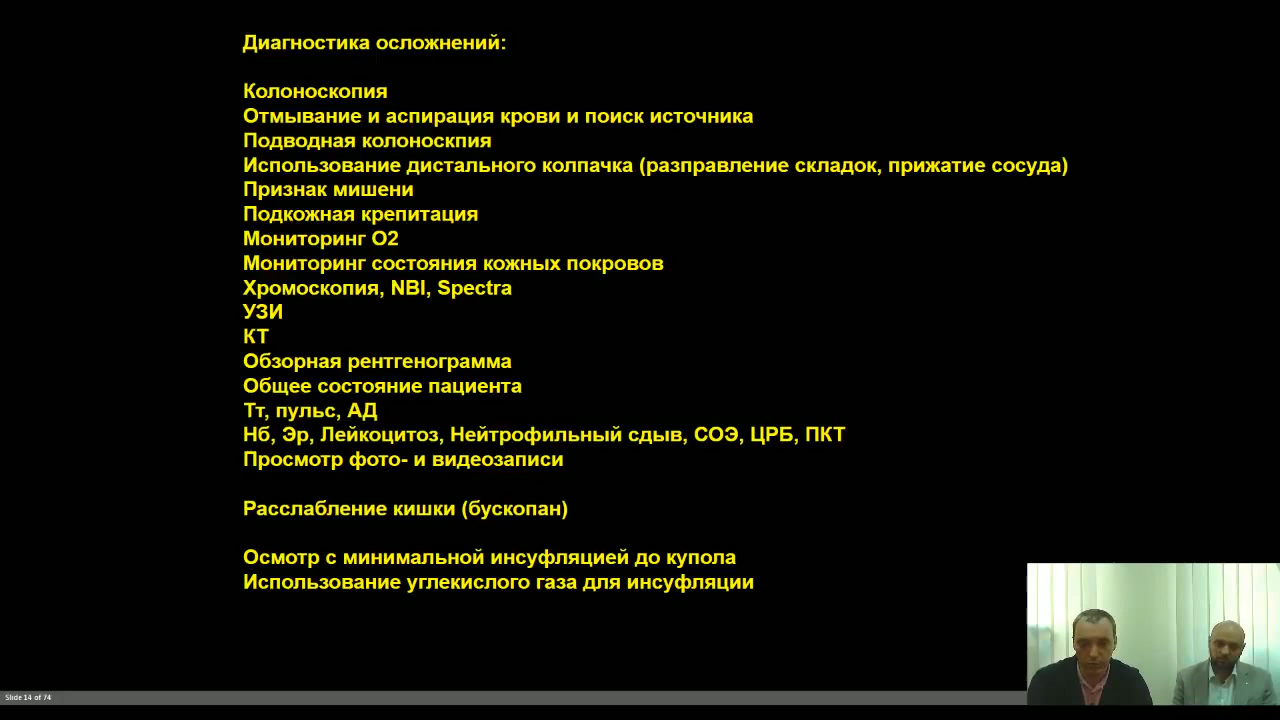 Диагностика осложнений:
Колоноскопия
Отмывание и аспирация крови и поиск источника
Подводная колоноскпия
Использование дистального колпачка (разправление складок, прижатие сосуда)
Признак мишени
Подкожная крепитация
Мониторинг О2
Мониторинг состояния кожных покровов
Хромоскопия, NBI, Spectra
УЗИ
КТ
Обзорная рентгенограмма
Общее состояние пациента
Тт, пульс, АД
Нб, Эр, Лейкоцитоз, Нейтрофильный сдыв, СОЭ, ЦРБ, ПКТ
Просмотр фото- и видеозаписи
Расслабление кишки (бускопан)
Осмотр с минимальной инсуфляцией до купола
Использование углекислого газа для инсуфляции
Slide 14 of 74